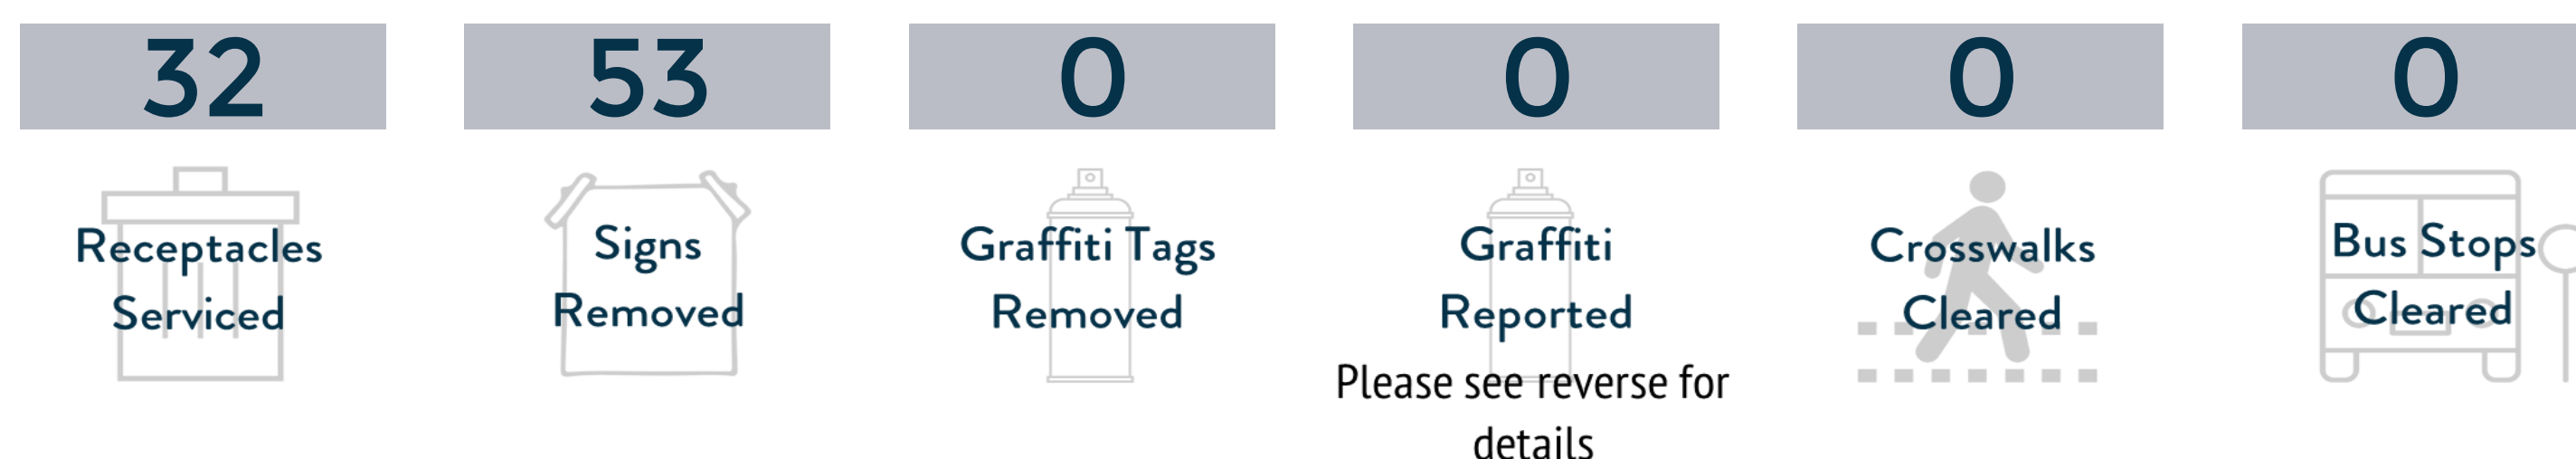 32
53
0
0
0
0
Receptacles
Serviced
Signs
Removed
Graffiti Tags
Removed
Graffiti
Reported
Please see reverse for
details
Crosswalks
Cleared
Bus Stops
Cleared